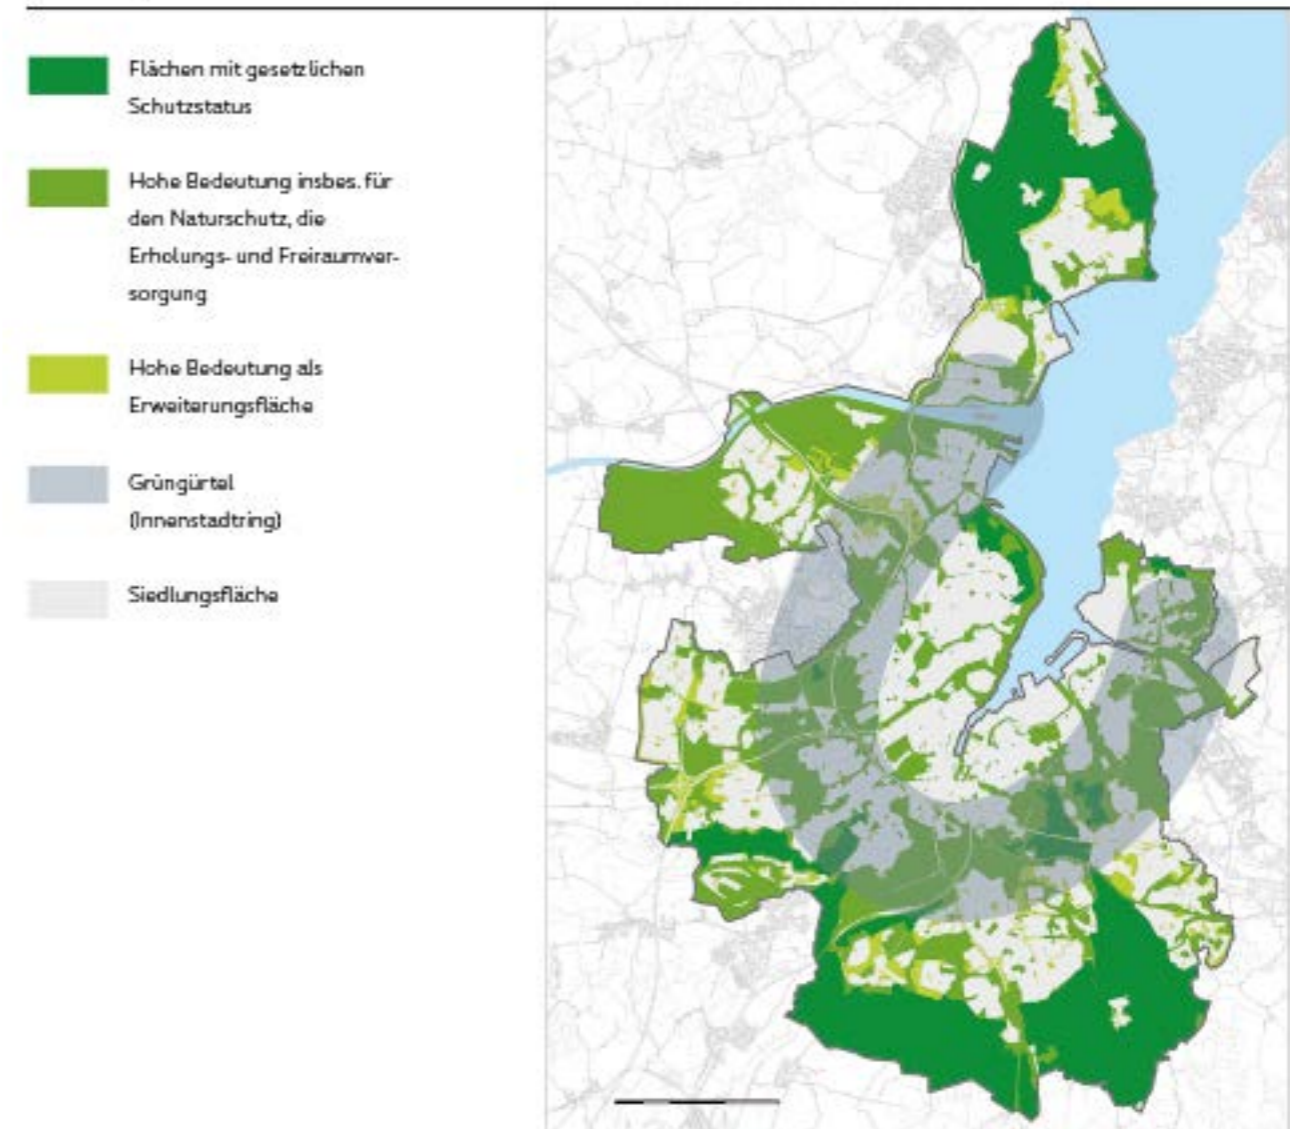 Flächen mit gesetzlichen
Schutzstatus
Hohe Bedeutung insbes. für
den Naturschutz, die
Erholungs- und Freiraumver-
sorgung
Hohe Bedeutung als
Erweiterungsfläche
Grüngürtel
(Innenstadtring)
Siedlungsfläche